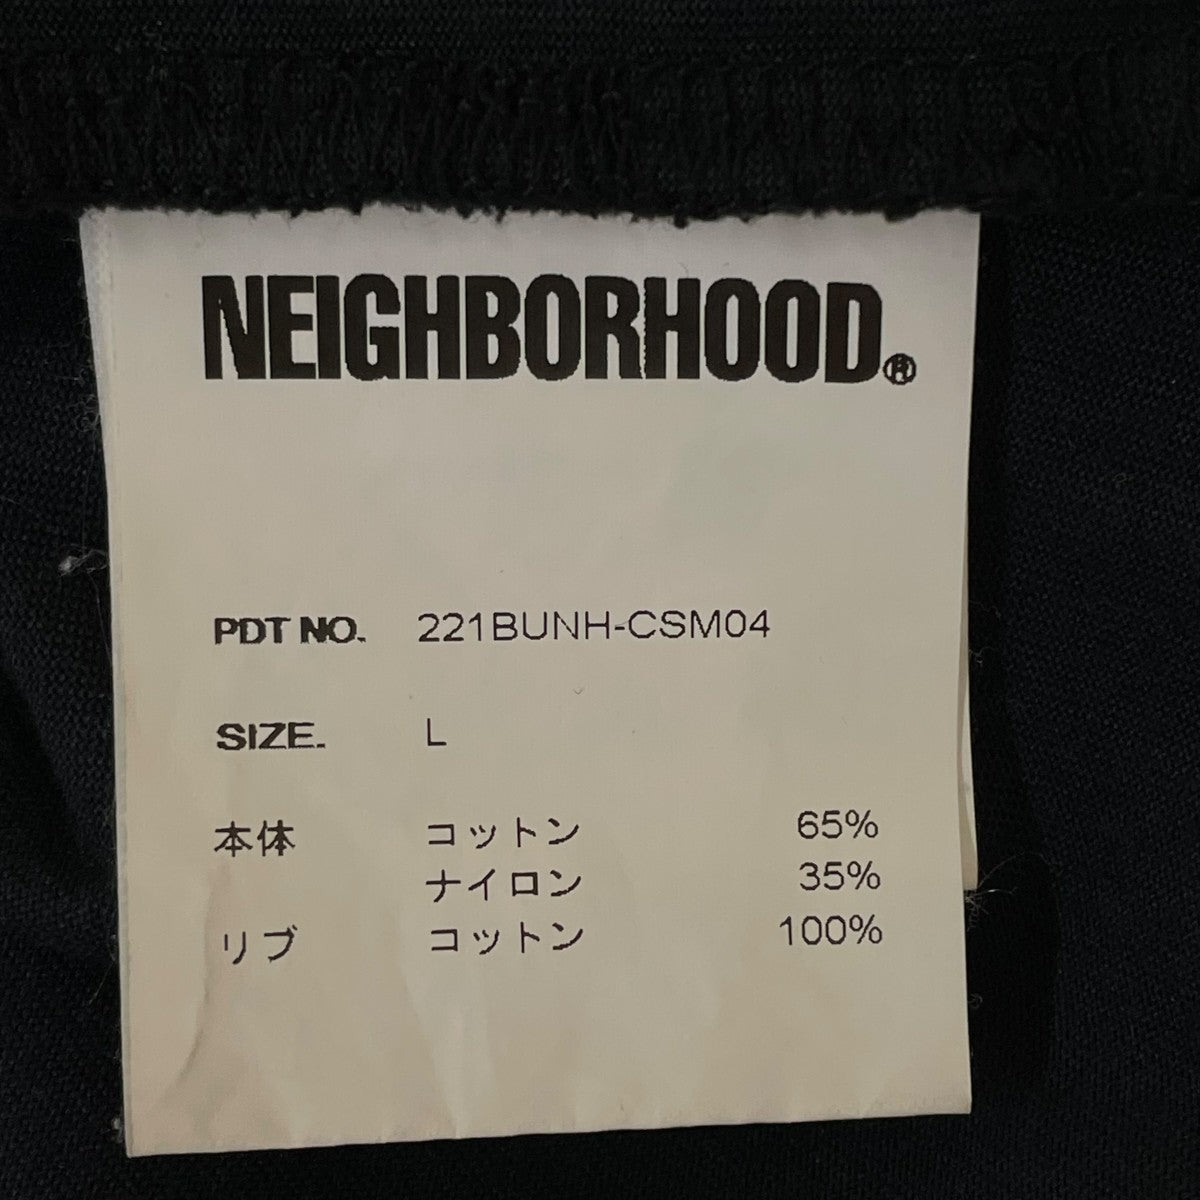 NEIGHBORHOOD®
PDT NO. 221BUNH-CSM04
SIZE. L
本体 コットン 65%
ナイロン 35%
リブ コットン 100%